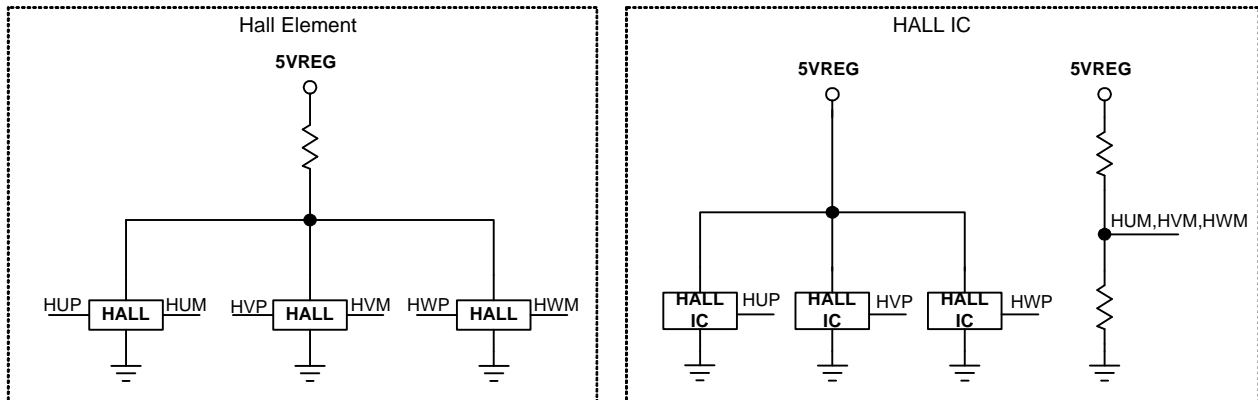 Hall Element
5VREG
HUP HALL HUM HVP HALL HVM HWP HALL HWM
HALL IC
5VREG 5VREG
HUM,HVM,HWM
HALL IC HUP HALL IC HVP HALL IC HWP